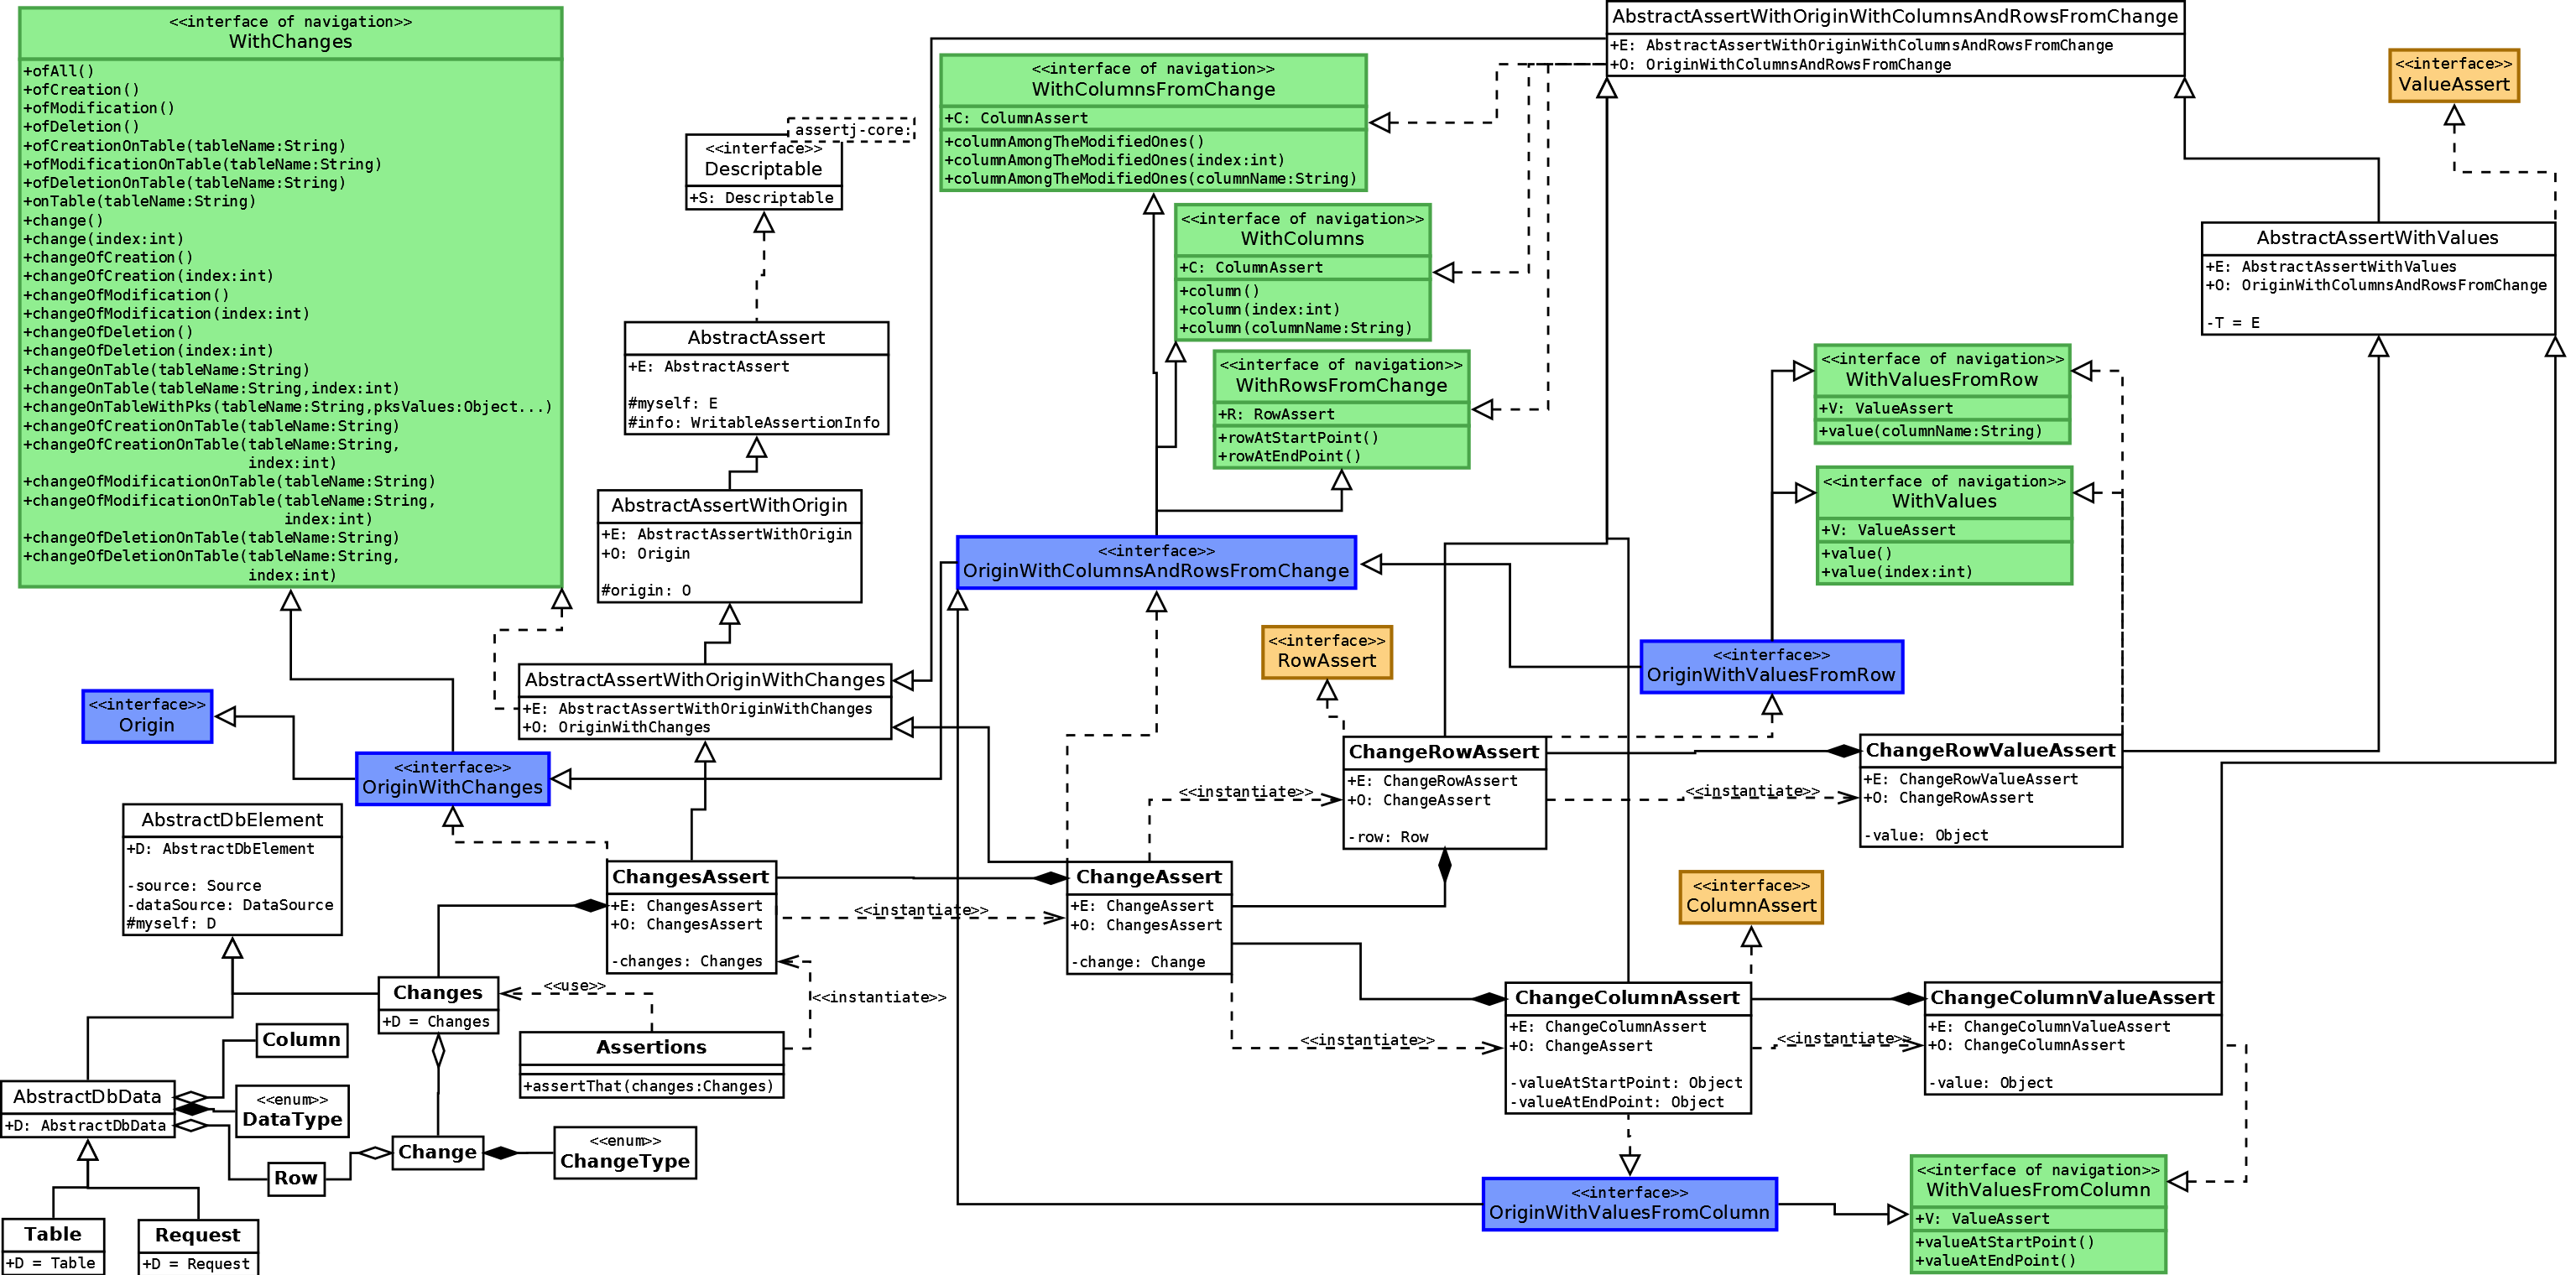 <<interface of navigation>>
WithChanges
+ofAll()
+ofCreation()
+ofModification()
+ofDeletion()
+ofCreationOnTable(tableName:String)
+ofModificationOnTable(tableName:String)
+ofDeletionOnTable(tableName:String)
+onTable(tableName:String)
+change()
+change(index:int)
+changeOfCreation()
+changeOfCreation(index:int)
+changeOfModification()
+changeOfModification(index:int)
+changeOfDeletion()
+changeOfDeletion(index:int)
+changeOnTable(tableName:String)
+changeOnTable(tableName:String,index:int)
+changeOnTableWithPks(tableName:String,pksValues:Object...)
+changeOfCreationOnTable(tableName:String)
+changeOfCreationOnTable(tableName:String,
index:int)
+changeOfModificationOnTable(tableName:String)
+changeOfModificationOnTable(tableName:String,
index:int)
+changeOfDeletionOnTable(tableName:String)
+changeOfDeletionOnTable(tableName:String,
index:int)
assertj-core:
<<interface>>
Descriptable
+S: Descriptable
AbstractAssert
+E: AbstractAssert
#myself: E
#info: WritableAssertionInfo
AbstractAssertWithOrigin
+E: AbstractAssertWithOrigin
+O: Origin
#origin: O
AbstractAssertWithOriginWithChanges
+E: AbstractAssertWithOriginWithChanges
+O: OriginWithChanges
<<interface of navigation>>
WithColumnsFromChange
+C: ColumnAssert
+columnAmongTheModifiedOnes()
+columnAmongTheModifiedOnes(index:int)
+columnAmongTheModifiedOnes(columnName:String)
<<interface of navigation>>
WithColumns
+C: ColumnAssert
+column()
+column(index:int)
+column(columnName:String)
<<interface of navigation>>
WithRowsFromChange
+R: RowAssert
+rowAtStartPoint()
+rowAtEndPoint()
AbstractAssertWithOriginWithColumnsAndRowsFromChange
+E: AbstractAssertWithOriginWithColumnsAndRowsFromChange
+O: OriginWithColumnsAndRowsFromChange
<<interface>>
ValueAssert
AbstractAssertWithValues
+E: AbstractAssertWithValues
+O: OriginWithColumnsAndRowsFromChange
-T = E
<<interface of navigation>>
WithValuesFromRow
+V: ValueAssert
+value(columnName:String)
<<interface of navigation>>
WithValues
+V: ValueAssert
+value()
+value(index:int)
<<interface>>
OriginWithColumnsAndRowsFromChange
<<interface>>
RowAssert
<<interface>>
OriginWithValuesFromRow
<<interface>>
Origin
<<interface>>
OriginWithChanges
ChangeRowAssert
+E: ChangeRowAssert
+O: ChangeAssert
-row: Row
<<instantiate>>
<<instantiate>>
ChangeRowValueAssert
+E: ChangeRowValueAssert
+O: ChangeRowAssert
-value: Object
AbstractDbElement
+D: AbstractDbElement
-source: Source
-dataSource: DataSource
#myself: D
ChangesAssert
+E: ChangesAssert
+O: ChangesAssert
-changes: Changes
<<instantiate>>
ChangeAssert
+E: ChangeAssert
+O: ChangesAssert
-change: Change
<<interface>>
ColumnAssert
Changes
+D = Changes
<<use>>
<<instantiate>>
Assertions
+assertThat(changes:Changes)
<<instantiate>>
ChangeColumnAssert
+E: ChangeColumnAssert
+O: ChangeAssert
-valueAtStartPoint: Object
-valueAtEndPoint: Object
<<instantiate>>
ChangeColumnValueAssert
+E: ChangeColumnValueAssert
+O: ChangeColumnAssert
-value: Object
Column
AbstractDbData
+D: AbstractDbData
<<enum>>
DataType
Change
<<enum>>
ChangeType
Row
Table
+D = Table
Request
+D = Request
<<interface>>
OriginWithValuesFromColumn
<<interface of navigation>>
WithValuesFromColumn
+V: ValueAssert
+valueAtStartPoint()
+valueAtEndPoint()